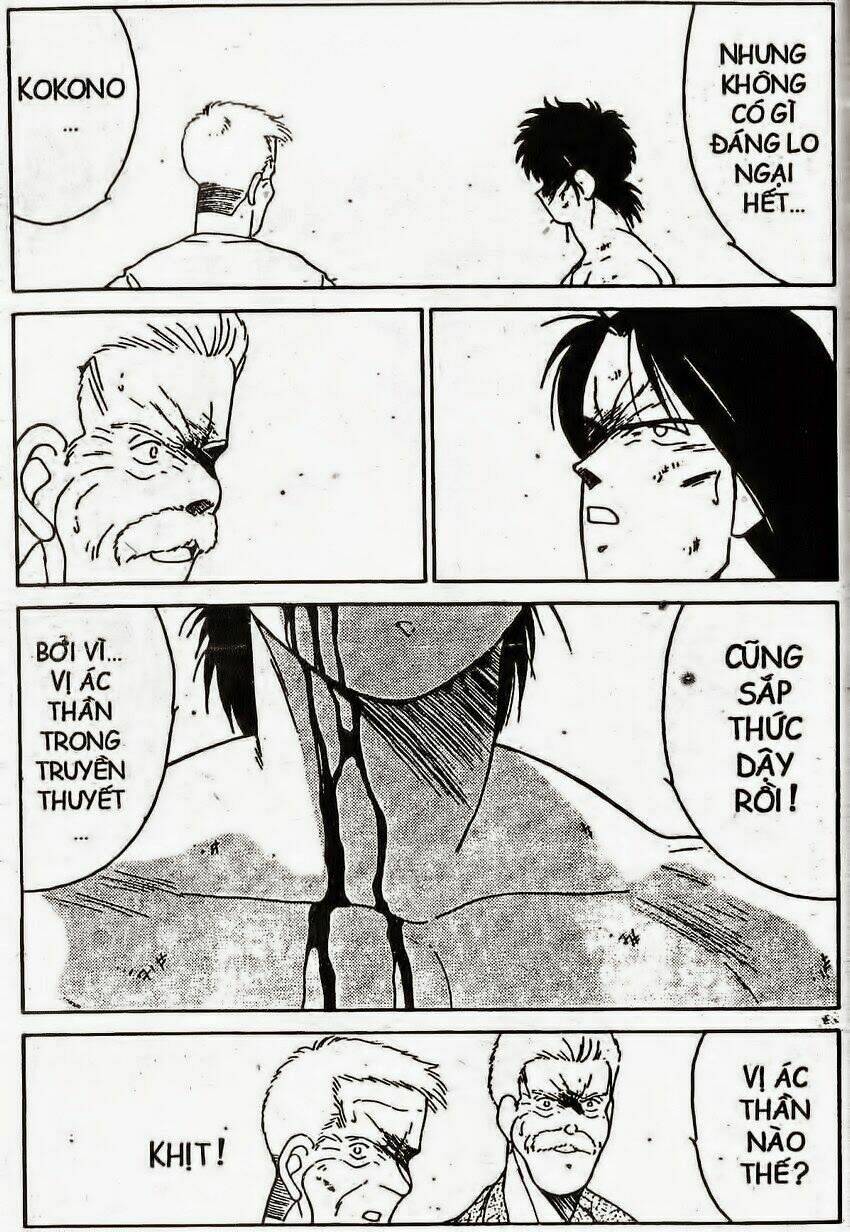 KOKONO
...
NHƯNG
KHÔNG
CÓ GÌ
ĐÁNG LO
NGẠI
HẾT...
BỞI VÌ...
VỊ ÁC
THẦN
TRONG
TRUYỀN
THUYẾT
...
CŨNG
SẮP
THỨC
DẬY
RỒI!
KHỊT!
VỊ ÁC
THẦN
NÀO
THẾ?